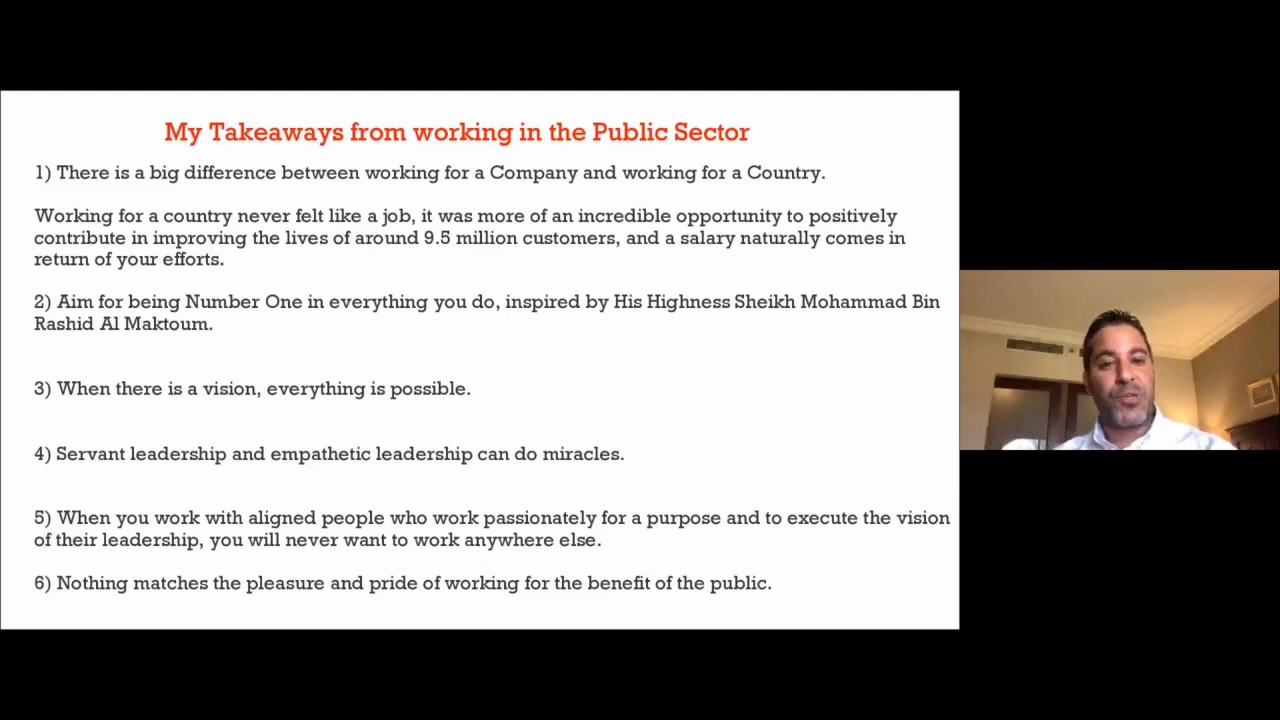 My Takeaways from working in the Public Sector
1) There is a big difference between working for a Company and working for a Country.
Working for a country never felt like a job, it was more of an incredible opportunity to positively
contribute in improving the lives of around 9.5 million customers, and a salary naturally comes in
return of your efforts.
2) Aim for being Number One in everything you do, inspired by His Highness Sheikh Mohammad Bin
Rashid Al Maktoum.
3) When there is a vision, everything is possible.
4) Servant leadership and empathetic leadership can do miracles.
5) When you work with aligned people who work passionately for a purpose and to execute the vision
of their leadership, you will never want to work anywhere else.
6) Nothing matches the pleasure and pride of working for the benefit of the public.